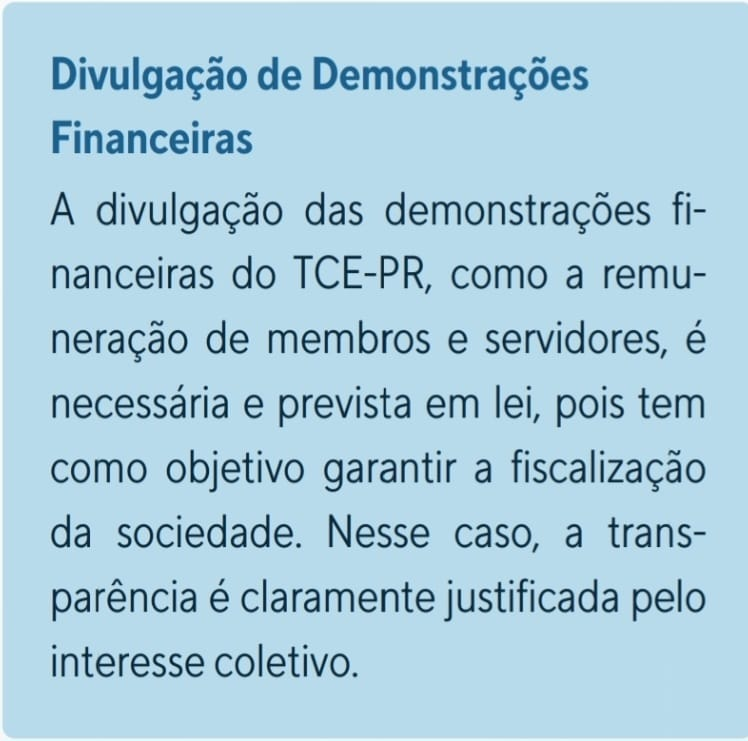 Divulgação de Demonstrações
Financeiras
A divulgação das demonstrações fi-
nanceiras do TCE-PR, como a remu-
neração de membros e servidores, é
necessária e prevista em lei, pois tem
como objetivo garantir a fiscalização
da sociedade. Nesse caso, a trans-
parência é claramente justificada pelo
interesse coletivo.